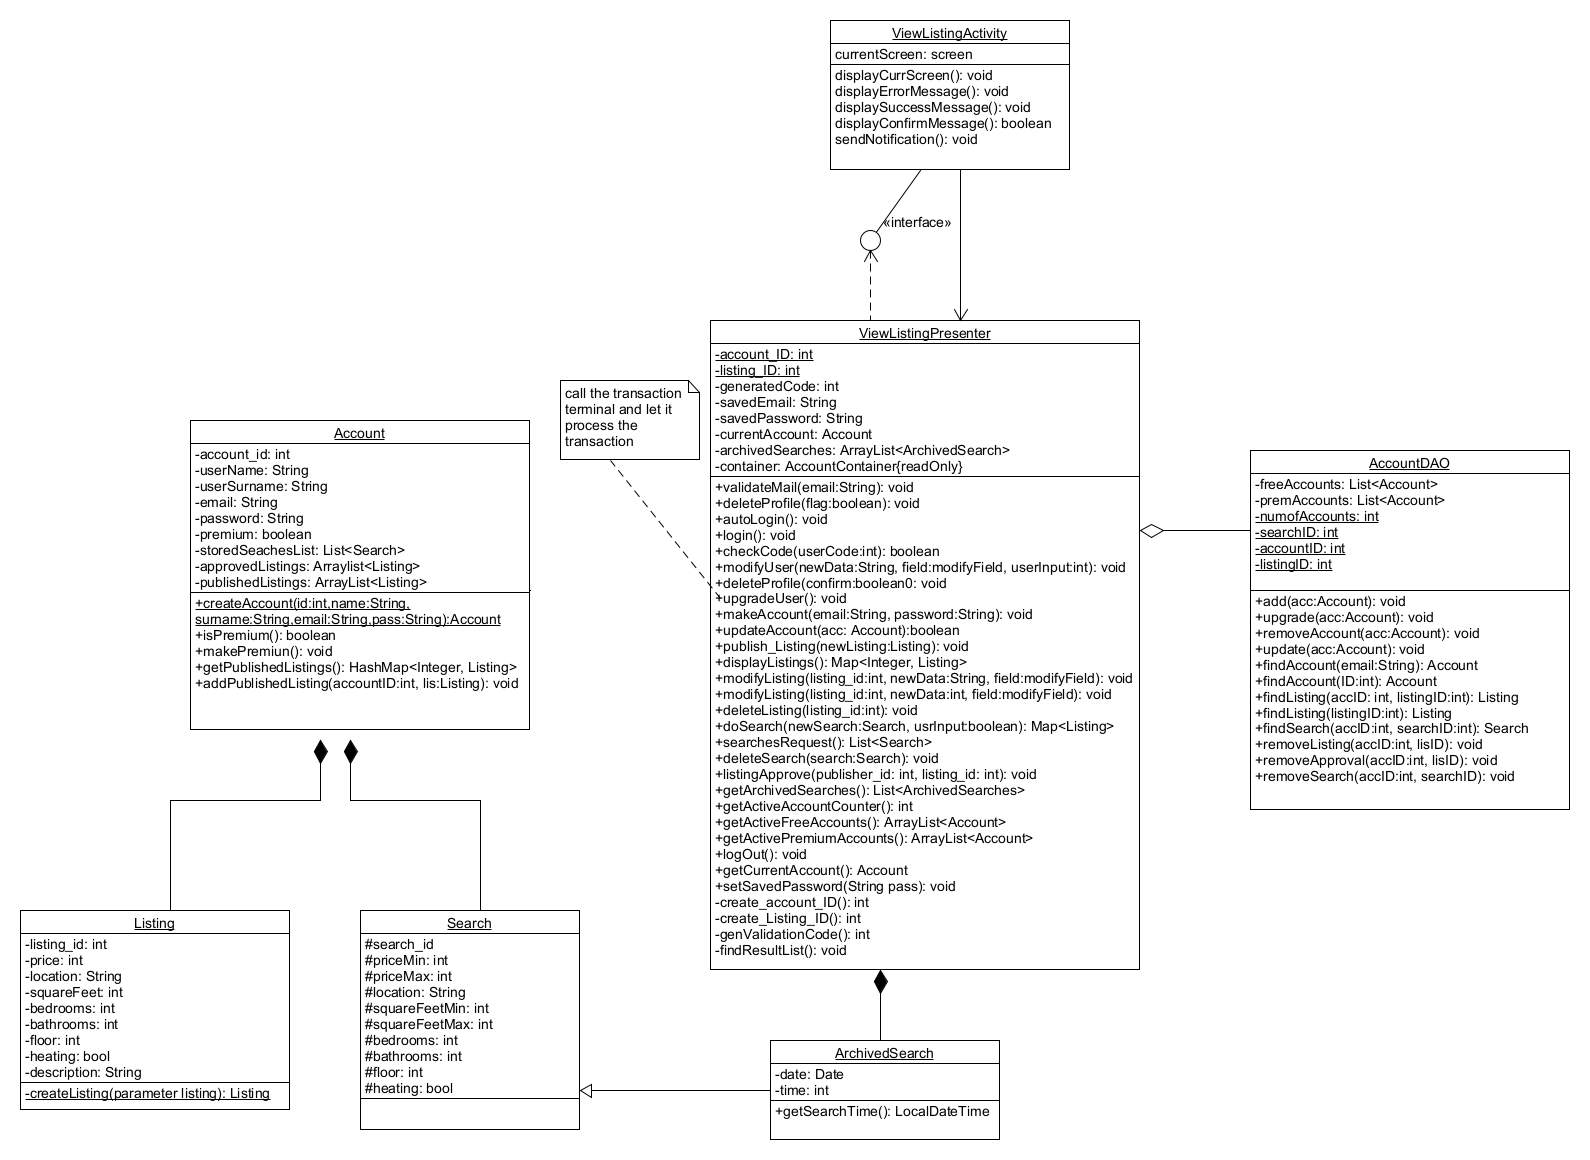 ViewListingActivity
currentScreen: screen
displayCurrScreen(): void
displayErrorMessage(): void
displaySuccessMessage(): void
displayConfirmMessage(): boolean
sendNotification(): void
«interface»
ViewListingPresenter
-account_ID: int
-listing_ID: int
-generatedCode: int
-savedEmail: String
-savedPassword: String
-currentAccount: Account
-archivedSearches: ArrayList<ArchivedSearch>
-container: AccountContainer{readOnly}
+validateMail(email:String): void
+deleteProfile(flag:boolean): void
+autoLogin(): void
+login(): void
+checkCode(userCode:int): boolean
+modifyUser(newData:String, field:modifyField, userInput:int): void
+deleteProfile(confirm:boolean0: void
+upgradeUser(): void
+makeAccount(email:String, password:String): void
+updateAccount(acc: Account):boolean
+publish_Listing(newListing:Listing): void
+displayListings(): Map<Integer, Listing>
+modifyListing(listing_id:int, newData:String, field:modifyField): void
+modifyListing(listing_id:int, newData:int, field:modifyField): void
+deleteListing(listing_id:int): void
+doSearch(newSearch:Search, usrInput:boolean): Map<Listing>
+searchesRequest(): List<Search>
+deleteSearch(search:Search): void
+listingApprove(publisher_id: int, listing_id: int): void
+getArchivedSearches(): List<ArchivedSearches>
+getActiveAccountCounter(): int
+getActiveFreeAccounts(): ArrayList<Account>
+getActivePremiumAccounts(): ArrayList<Account>
+logOut(): void
+getCurrentAccount(): Account
+setSavedPassword(String pass): void
-create_account_ID(): int
-create_Listing_ID(): int
-genValidationCode(): int
-findResultList(): void
call the transaction
terminal and let it
process the
transaction
Account
-account_id: int
-userName: String
-userSurname: String
-email: String
-password: String
-premium: boolean
-storedSeachesList: List<Search>
-approvedListings: Arraylist<Listing>
-publishedListings: ArrayList<Listing>
+createAccount(id:int,name:String,
surname:String,email:String,pass:String):Account
+isPremium(): boolean
+makePremiun(): void
+getPublishedListings(): HashMap<Integer, Listing>
+addPublishedListing(accountID:int, lis:Listing): void
AccountDAO
-freeAccounts: List<Account>
-premAccounts: List<Account>
-numofAccounts: int
-searchID: int
-accountID: int
-listingID: int
+add(acc:Account): void
+upgrade(acc:Account): void
+removeAccount(acc:Account): void
+update(acc:Account): void
+findAccount(email:String): Account
+findAccount(ID:int): Account
+findListing(accID: int, listingID:int): Listing
+findListing(listingID:int): Listing
+findSearch(accID:int, searchID:int): Search
+removeListing(accID:int, lisID): void
+removeApproval(accID:int, lisID): void
+removeSearch(accID:int, searchID): void
Listing
-listing_id: int
-price: int
-location: String
-squareFeet: int
-bedrooms: int
-bathrooms: int
-floor: int
-heating: bool
-description: String
-createListing(parameter listing): Listing
Search
#search_id
#priceMin: int
#priceMax: int
#location: String
#squareFeetMin: int
#squareFeetMax: int
#bedrooms: int
#bathrooms: int
#floor: int
#heating: bool
ArchivedSearch
-date: Date
-time: int
+getSearchTime(): LocalDateTime